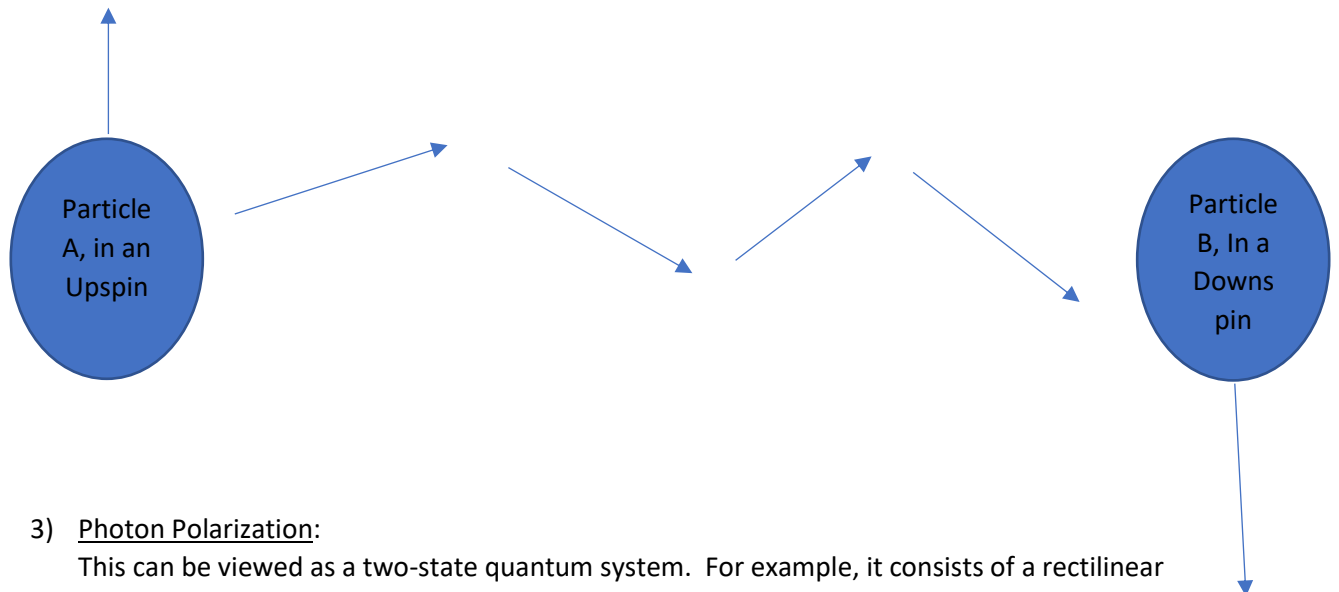 Particle
A, in an
Upspin
Particle
B, In a
Downs
pin
3) Photon Polarization:
This can be viewed as a two-state quantum system.  For example, it consists of a rectilinear